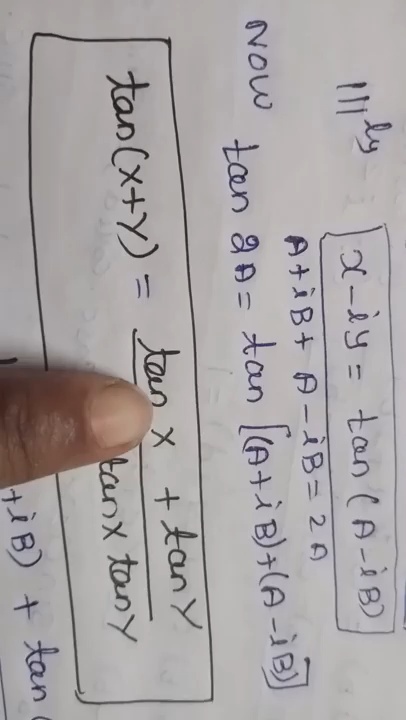 |||ly x - iy = tan(A - iB)
A + iB + A - iB = 2A
Now tan 2A = tan [(A + iB) + (A - iB)]
tan(x+y) = tan x + tan y
tan x tan y
+ iB) + tan(